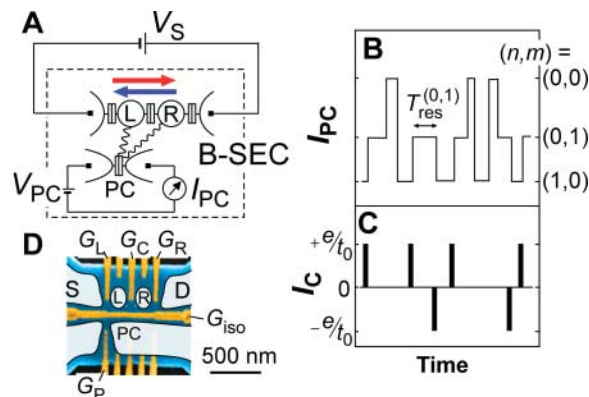 A
V_S
L R
B-SEC
PC
V_PC
I_PC
B
(n,m) =
(0,0)
T_res^(0,1)
(0,1)
(1,0)
I_PC
C
+e/t_0
0
-e/t_0
I_C
Time
D
G_L G_C G_R
S L R D
PC
G_iso
G_P
500 nm